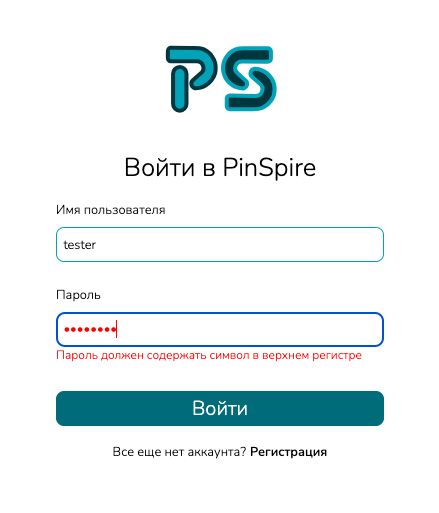 PS
Войти в PinSpire
Имя пользователя
tester
Пароль
••••••••
Пароль должен содержать символ в верхнем регистре
Войти
Все еще нет аккаунта? Регистрация